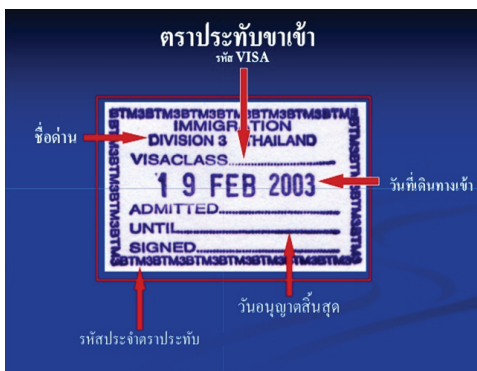 ตราประทับขาเข้า
รหัส VISA
BTM3BTM3BTM3BTM3BTM3BTM3BTM3
IMMIGRATION
ชื่อด่าน
DIVISION 3 THAILAND
VISACLASS
19 FEB 2003
วันที่เดินทางเข้า
ADMITTED
UNTIL
SIGNED
BTM3BTM3BTM3BTM3BTM3BTM3BTM3
วันอนุญาตสิ้นสุด
รหัสประจำตราประทับ